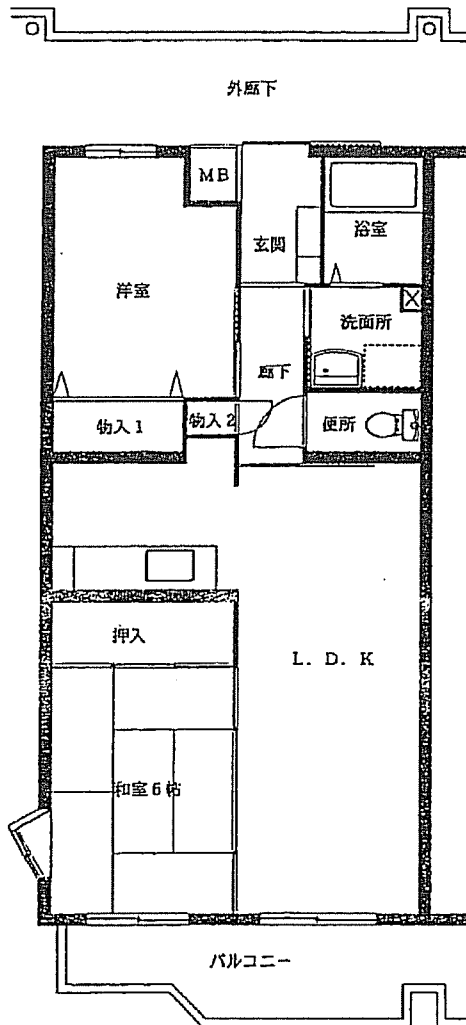 外廊下
MB
浴室
玄関
洋室
洗面所
廊下
物入1
物入2
便所
押入
L. D. K
和室6帖
バルコニー